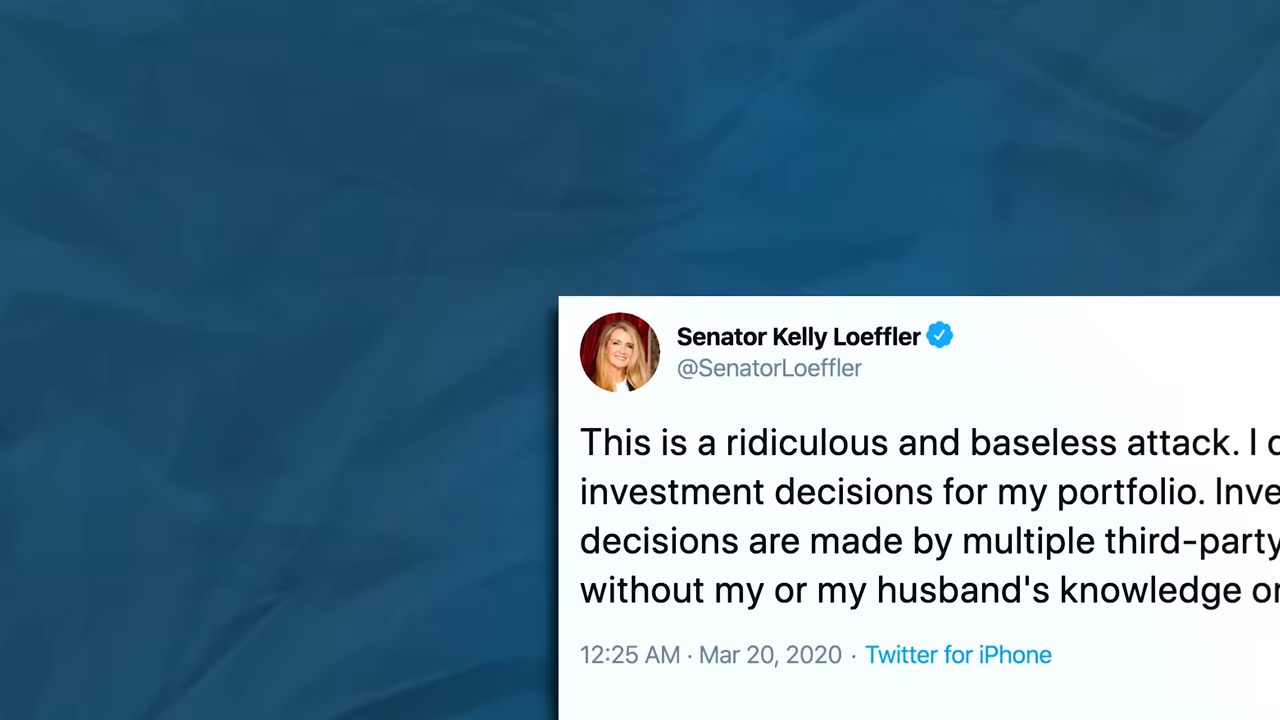 Senator Kelly Loeffler
@SenatorLoeffler
This is a ridiculous and baseless attack. I
investment decisions for my portfolio.
decisions are made by multiple third-party
without my or my husband's knowledge
12:25 AM · Mar 20, 2020 · Twitter for iPhone